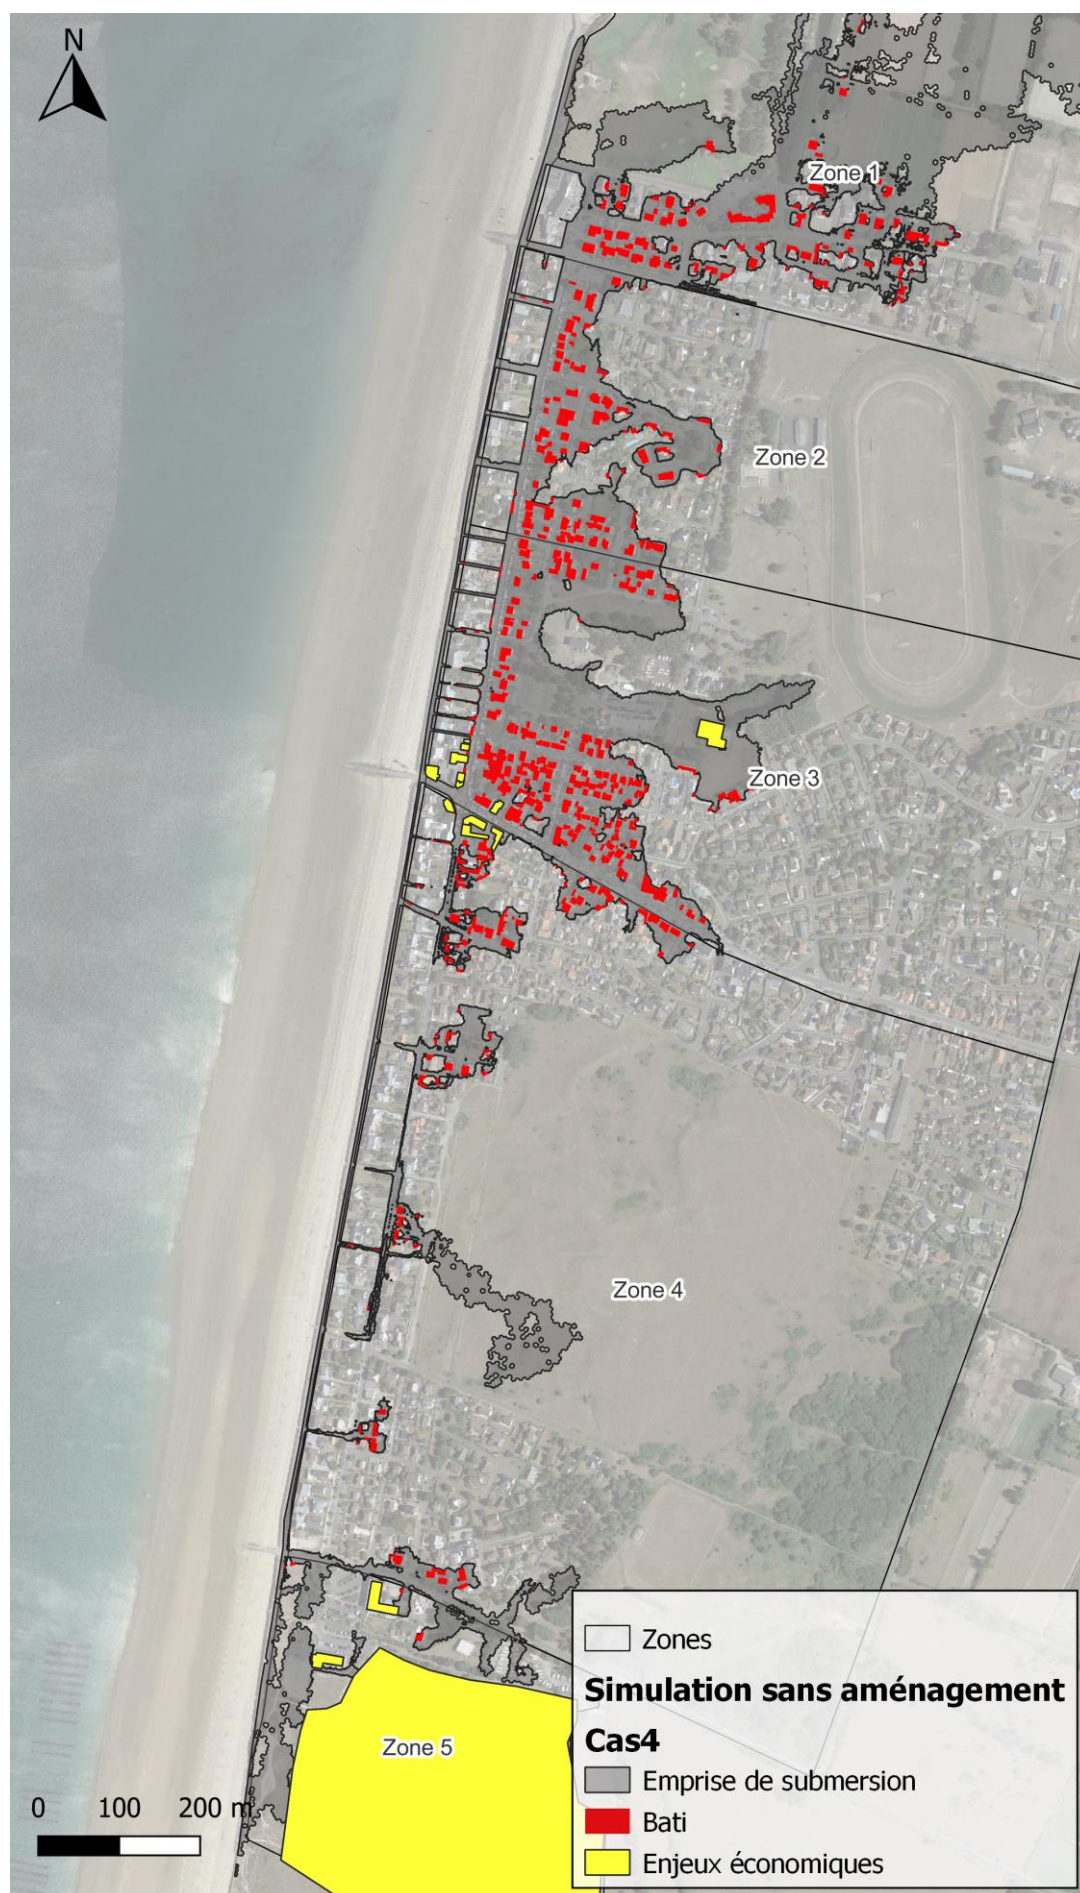 N
Zone 1
Zone 2
Zone 3
Zone 4
Zone 5
0 100 200 m
Zones
Simulation sans aménagement
Cas4
Emprise de submersion
Bati
Enjeux économiques